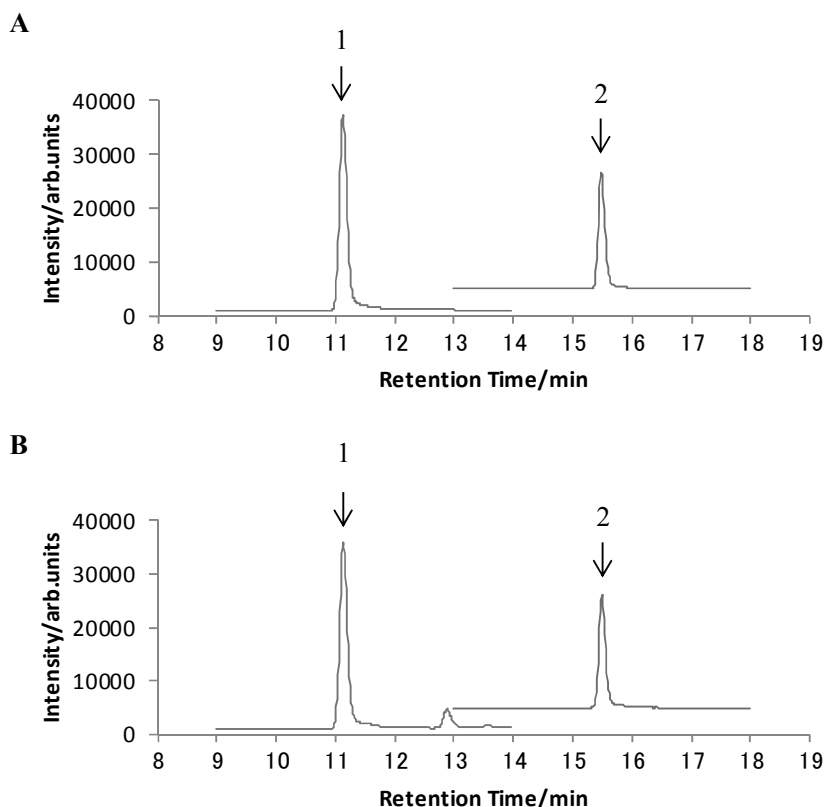 A
1
2
40000
30000
20000
10000
0
Intensity/arb.units
8 9 10 11 12 13 14 15 16 17 18 19
Retention Time/min
B
1
2
40000
30000
20000
10000
0
Intensity/arb.units
8 9 10 11 12 13 14 15 16 17 18 19
Retention Time/min